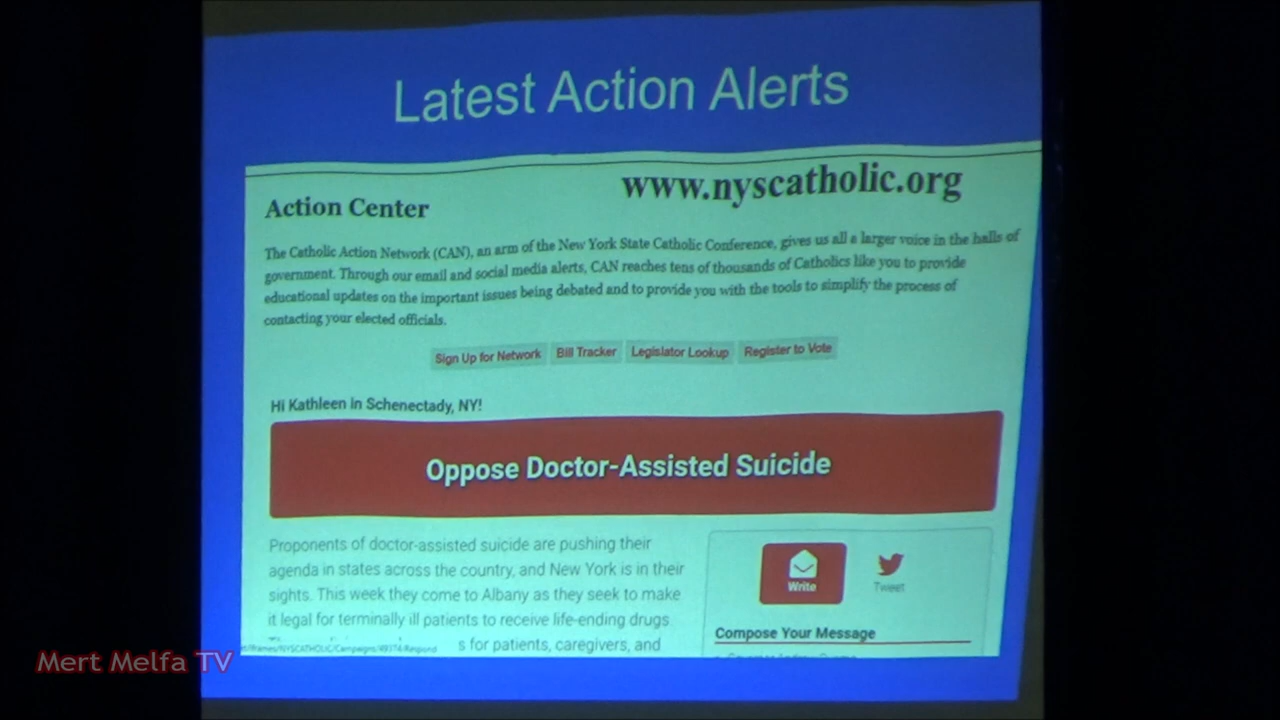 Latest Action Alerts
www.nyscatholic.org
Action Center
The Catholic Action Network (CAN), an arm of the New York State Catholic Conference, gives us all a larger voice in the halls of
government. Through our email and social media alerts, CAN reaches tens of thousands of Catholics like you to provide
educational updates on the important issues being debated and to provide you with the tools to simplify the process of
contacting your elected officials.
Sign Up for Network Bill Tracker Legislator Lookup Register to Vote
Hi Kathleen in Schenectady, NY!
Oppose Doctor-Assisted Suicide
Proponents of doctor-assisted suicide are pushing their
agenda in states across the country, and New York is in their
sights. This week they come to Albany as they seek to make
it legal for terminally ill patients to receive life-ending drugs
s for patients, caregivers, and
Write
Tweet
Compose Your Message
Mert Melfa TV